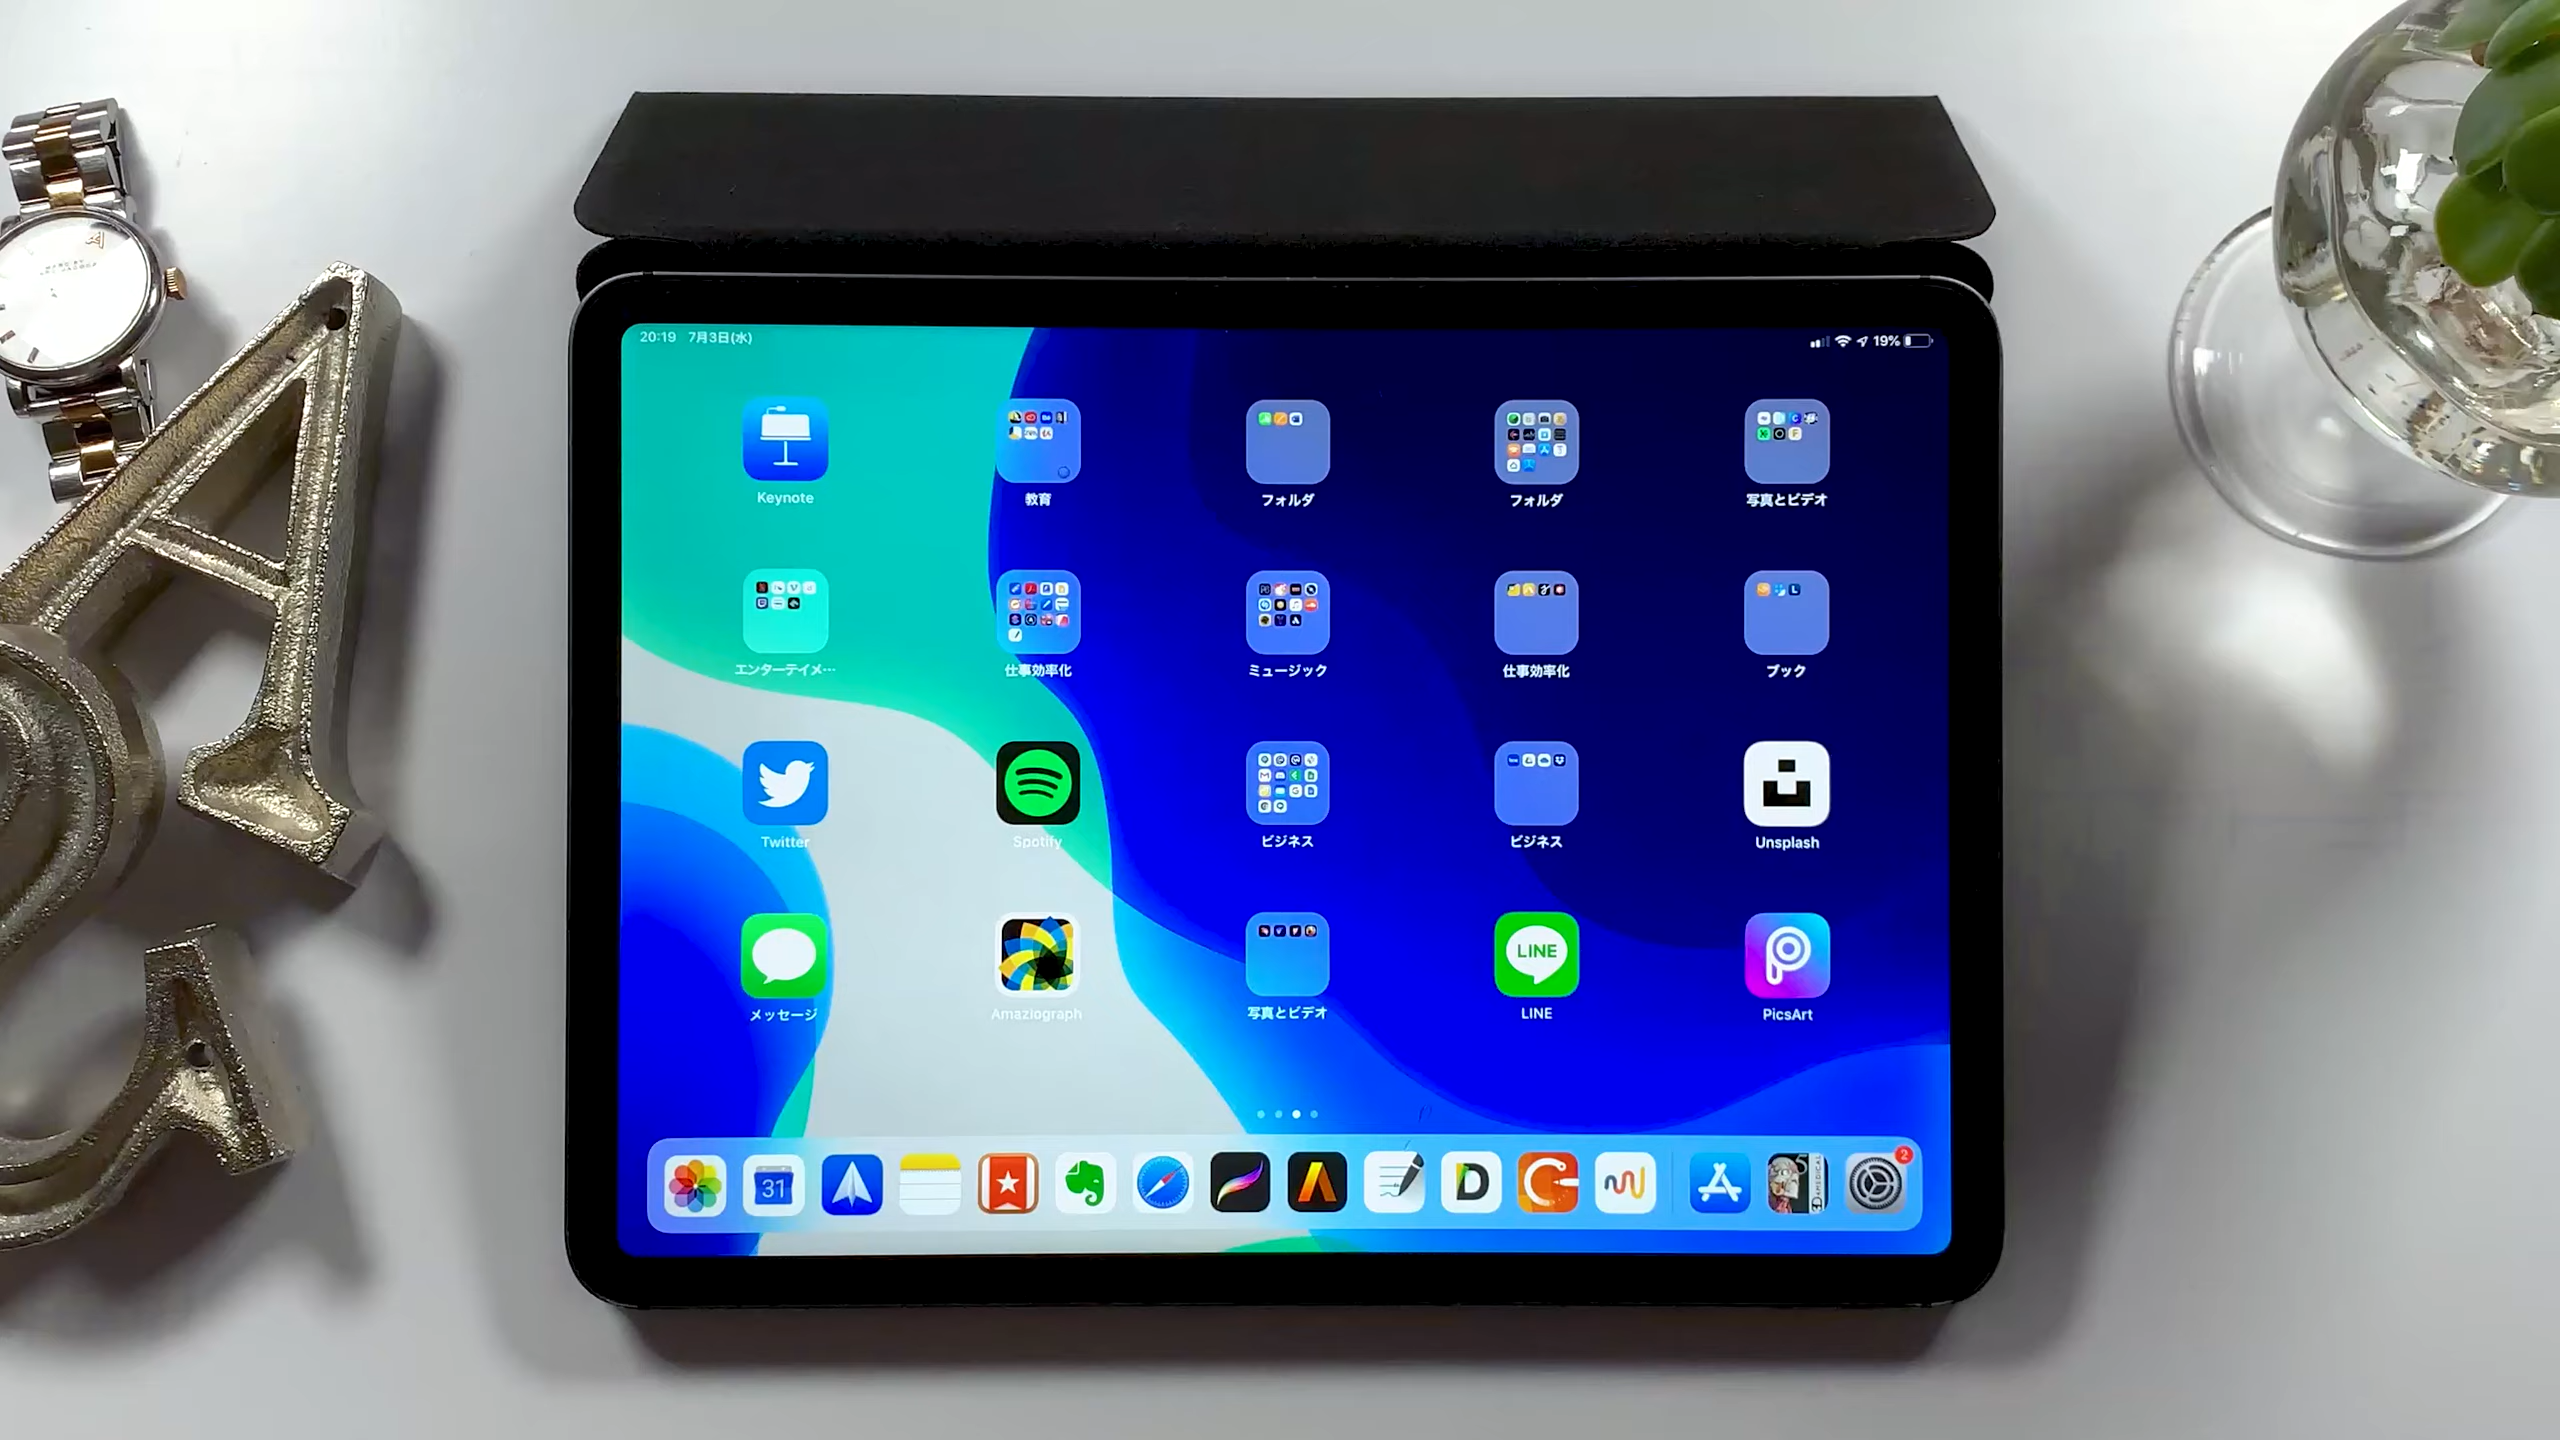 20:19 7月3日(水)
19%
Keynote
教育
フォルダ
フォルダ
写真とビデオ
エンターテイメ…
仕事効率化
ミュージック
仕事効率化
ブック
Twitter
Spotify
ビジネス
ビジネス
Unsplash
メッセージ
Amaziograph
写真とビデオ
LINE
LINE
PicsArt
31
2